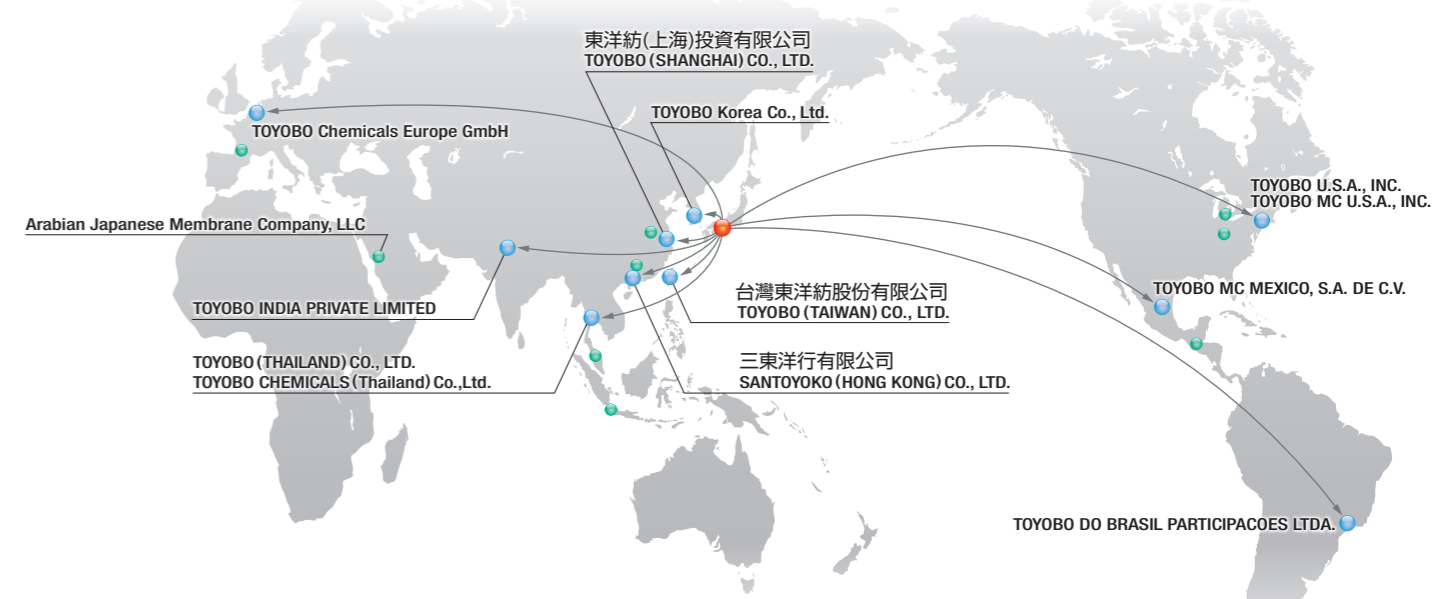 東洋紡(上海)投資有限公司
TOYOBO (SHANGHAI) CO., LTD.
TOYOBO Korea Co., Ltd.
TOYOBO Chemicals Europe GmbH
TOYOBO U.S.A., INC.
TOYOBO MC U.S.A., INC.
Arabian Japanese Membrane Company, LLC
TOYOBO INDIA PRIVATE LIMITED
台灣東洋紡股份有限公司
TOYOBO (TAIWAN) CO., LTD.
TOYOBO MC MEXICO, S.A. DE C.V.
TOYOBO (THAILAND) CO., LTD.
TOYOBO CHEMICALS (Thailand) Co.,Ltd.
三東洋行有限公司
SANTOYOKO (HONG KONG) CO., LTD.
TOYOBO DO BRASIL PARTICIPACOES LTDA.